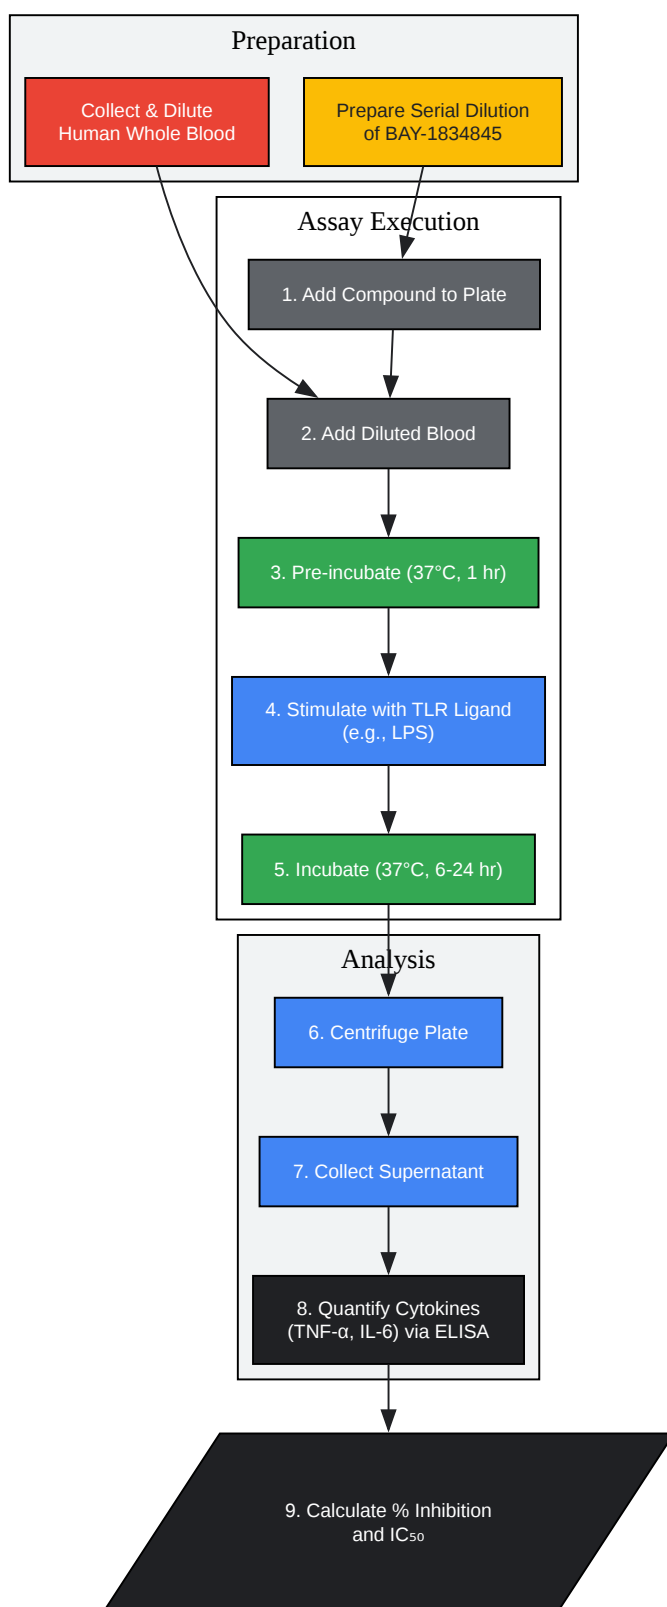 Preparation
Collect & Dilute
Human Whole Blood
Prepare Serial Dilution
of BAY-1834845
Assay Execution
1. Add Compound to Plate
2. Add Diluted Blood
3. Pre-incubate (37°C, 1 hr)
4. Stimulate with TLR Ligand
(e.g., LPS)
5. Incubate (37°C, 6-24 hr)
Analysis
6. Centrifuge Plate
7. Collect Supernatant
8. Quantify Cytokines
(TNF-α, IL-6) via ELISA
9. Calculate % Inhibition
and IC₅₀